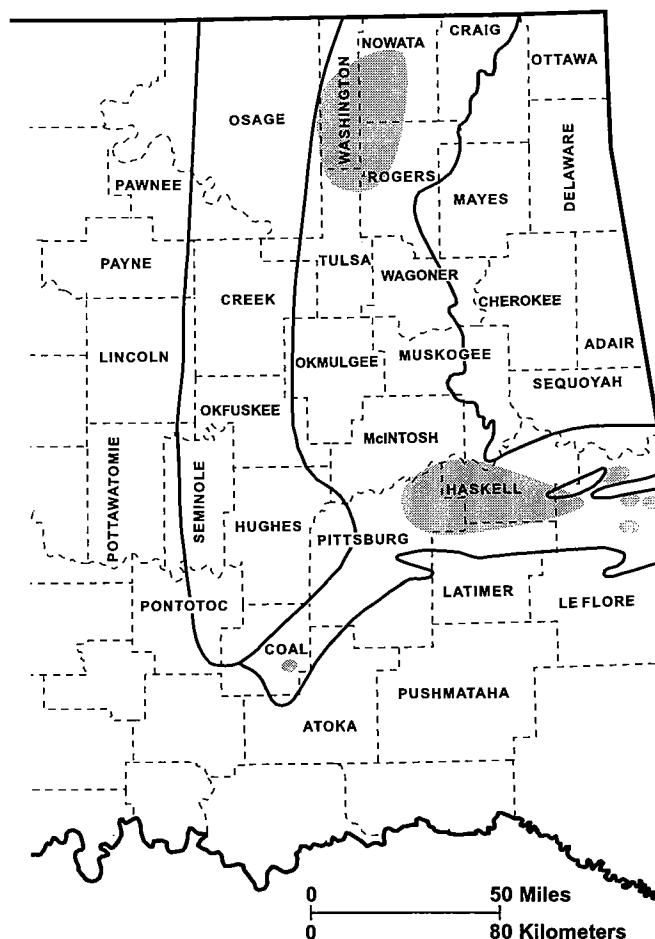 CRAIG
NOWATA
OTTAWA
WASHINGTON
OSAGE
DELAWARE
PAWNEE
ROGERS
MAYES
PAYNE
TULSA
WAGONER
CREEK
CHEROKEE
LINCOLN
OKMULGEE
MUSKOGEE
ADAIR
SEQUOYAH
OKFUSKEE
McINTOSH
POTTAWATOMIE
SEMINOLE
HASKELL
HUGHES
PITTSBURG
LATIMER
LE FLORE
PONTOTOC
COAL
PUSHMATAHA
ATOKA
0 50 Miles
0 80 Kilometers